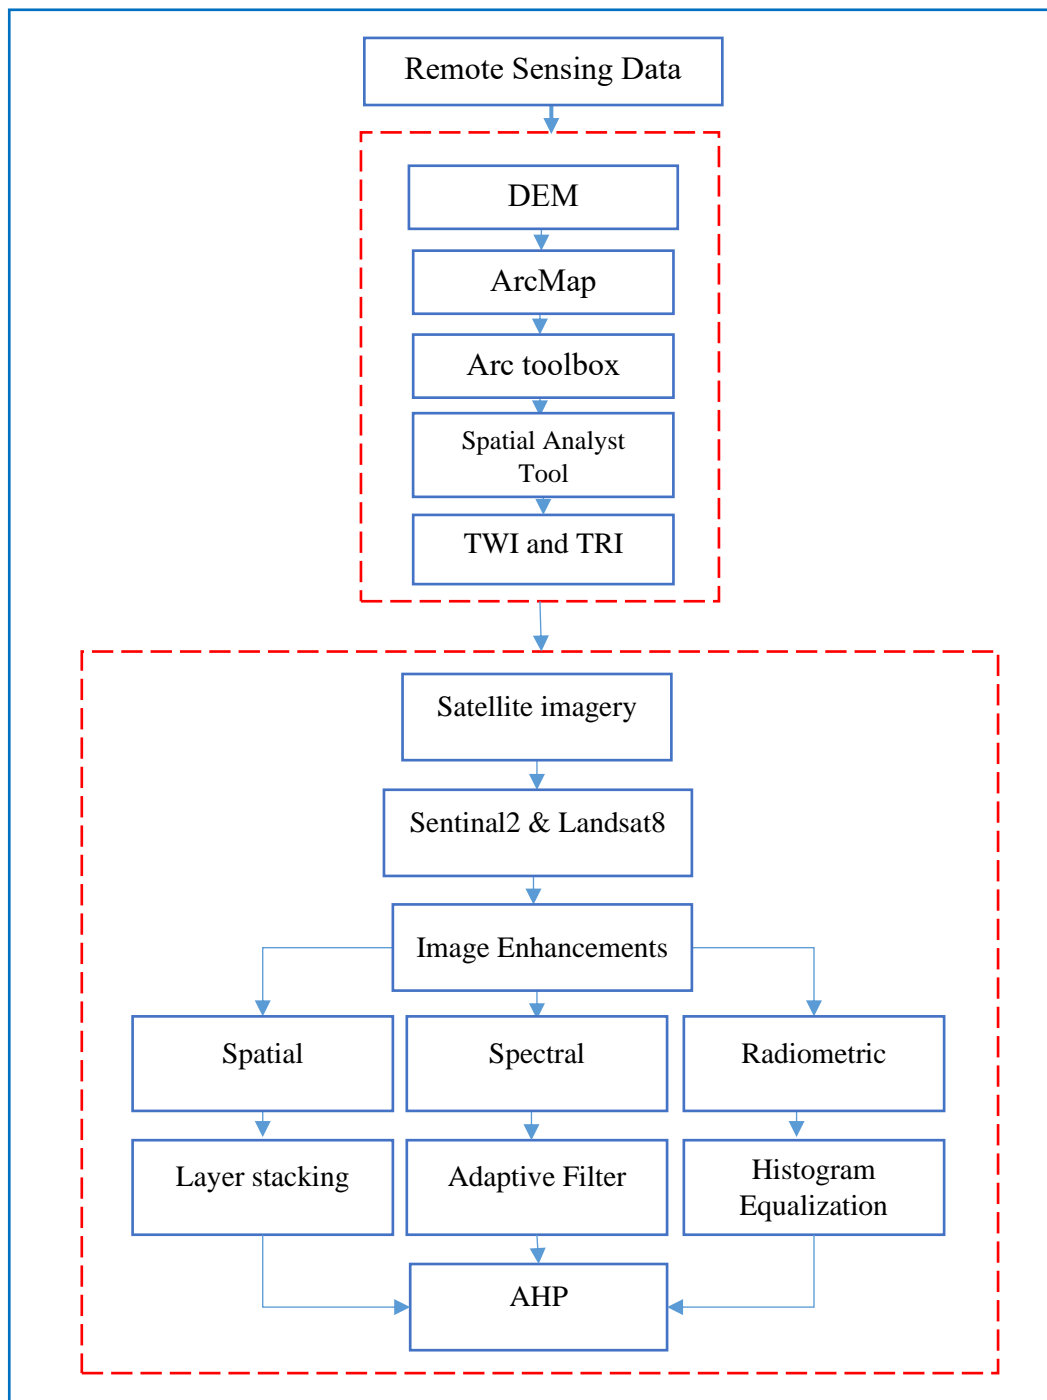 Remote Sensing Data
DEM
ArcMap
Arc toolbox
Spatial Analyst
Tool
TWI and TRI
Satellite imagery
Sentinal2 & Landsat8
Image Enhancements
Spatial
Spectral
Radiometric
Layer stacking
Adaptive Filter
Histogram
Equalization
AHP